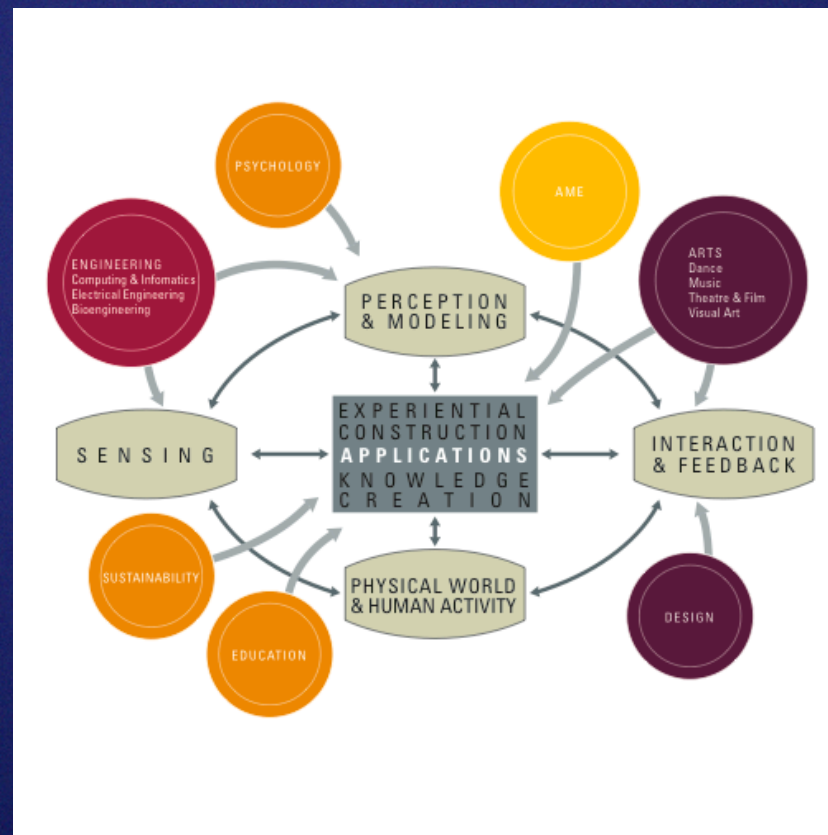 PSYCHOLOGY
AME
ENGINEERING
Computing & Infomatics
Electrical Engineering
Bioengineering
ARTS
Dance
Music
Theatre & Film
Visual Art
PERCEPTION
& MODELING
SENSING
EXPERIENTIAL
CONSTRUCTION
APPLICATIONS
KNOWLEDGE
CREATION
INTERACTION
& FEEDBACK
SUSTAINABILITY
PHYSICAL WORLD
& HUMAN ACTIVITY
EDUCATION
DESIGN